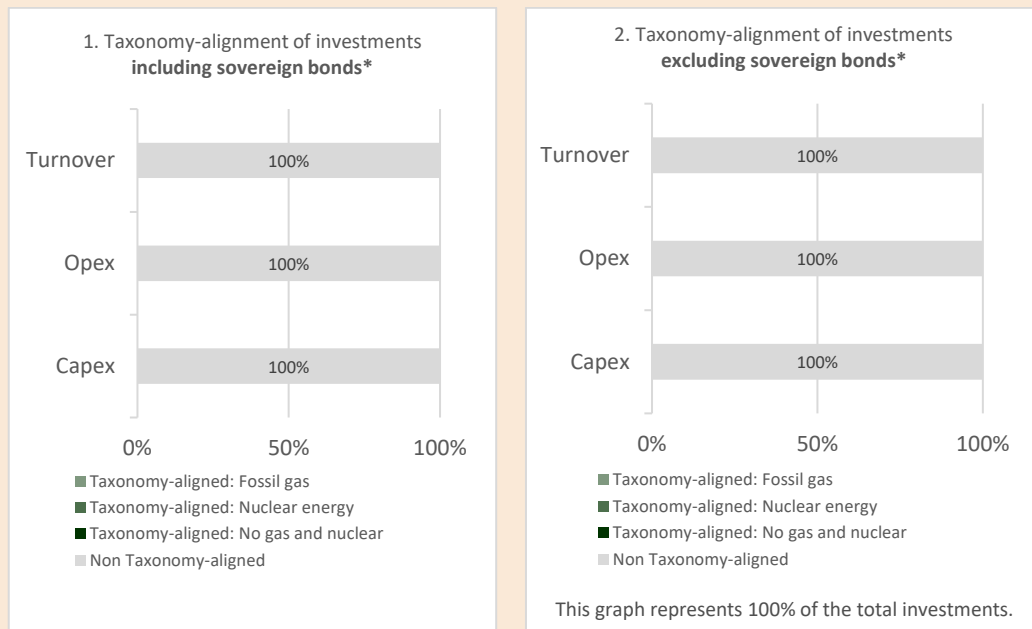 1. Taxonomy-alignment of investments
including sovereign bonds*
Turnover
100%
Opex
100%
Capex
100%
0% 50% 100%
Taxonomy-aligned: Fossil gas
Taxonomy-aligned: Nuclear energy
Taxonomy-aligned: No gas and nuclear
Non Taxonomy-aligned
2. Taxonomy-alignment of investments
excluding sovereign bonds*
Turnover
100%
Opex
100%
Capex
100%
0% 50% 100%
Taxonomy-aligned: Fossil gas
Taxonomy-aligned: Nuclear energy
Taxonomy-aligned: No gas and nuclear
Non Taxonomy-aligned
This graph represents 100% of the total investments.